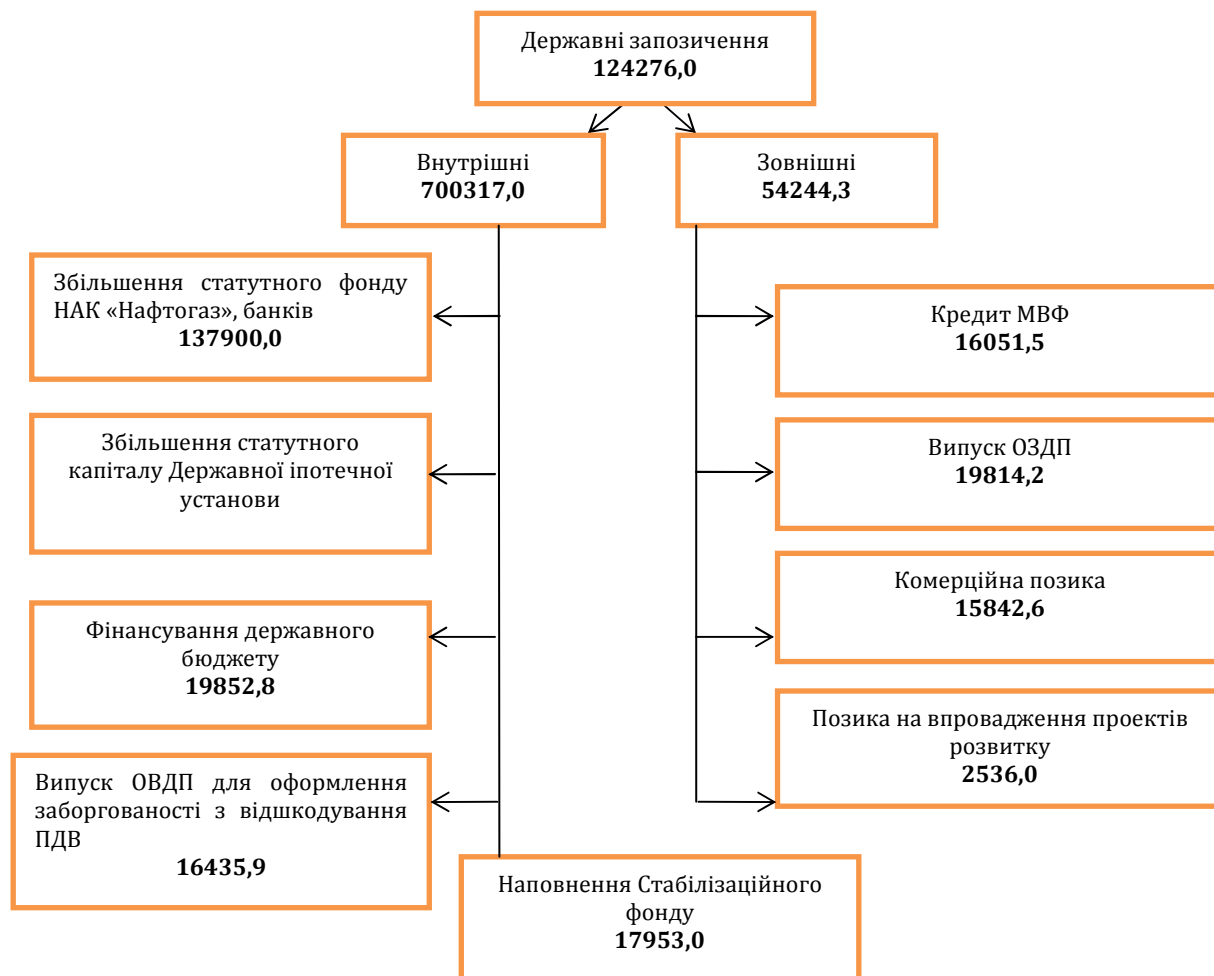 Державні запозичення
124276,0
Внутрішні
700317,0
Зовнішні
54244,3
Збільшення статутного фонду
НАК «Нафтогаз», банків
137900,0
Збільшення статутного
капіталу Державної іпотечної
установи
Фінансування державного
бюджету
19852,8
Випуск ОВДП для оформлення
заборгованості з відшкодування
ПДВ
16435,9
Наповнення Стабілізаційного
фонду
17953,0
Кредит МВФ
16051,5
Випуск ОЗДП
19814,2
Комерційна позика
15842,6
Позика на впровадження проектів
розвитку
2536,0